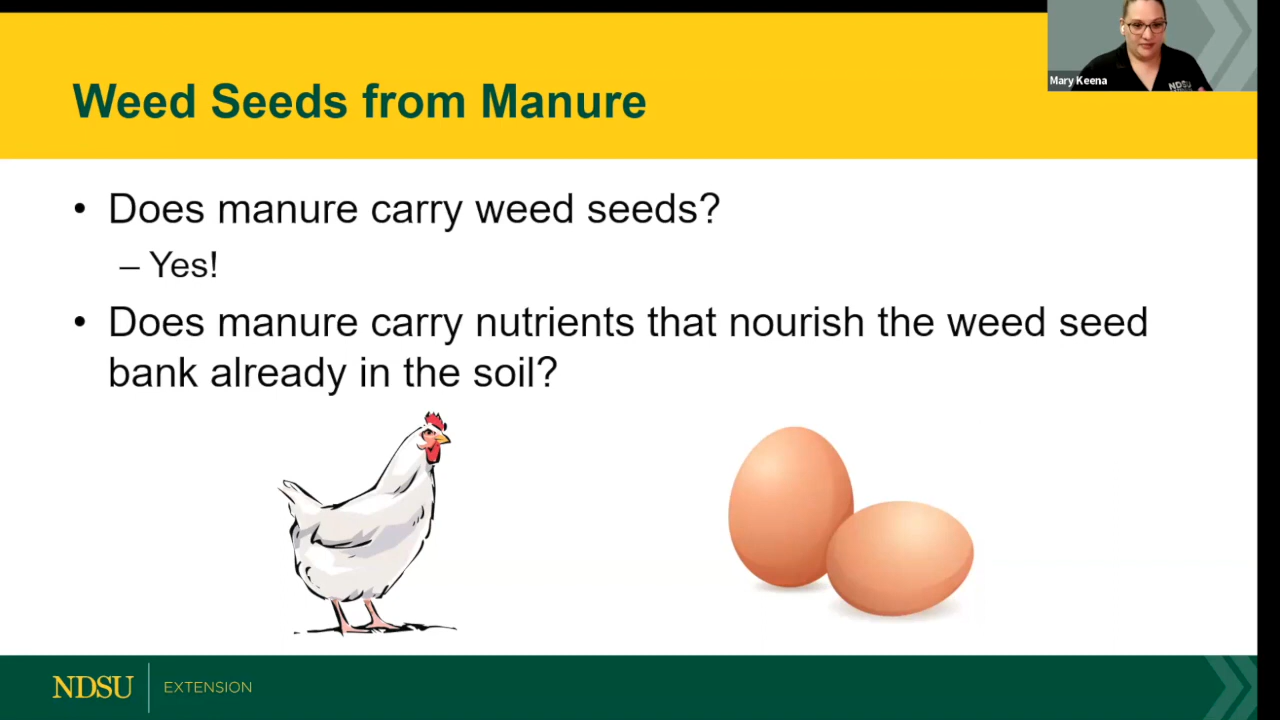 Mary Keena
NDSU
Weed Seeds from Manure
• Does manure carry weed seeds?
– Yes!
• Does manure carry nutrients that nourish the weed seed
bank already in the soil?
NDSU
EXTENSION